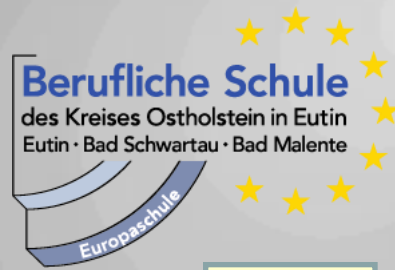 Berufliche Schule
des Kreises Ostholstein in Eutin
Eutin · Bad Schwartau · Bad Malente
Europaschule